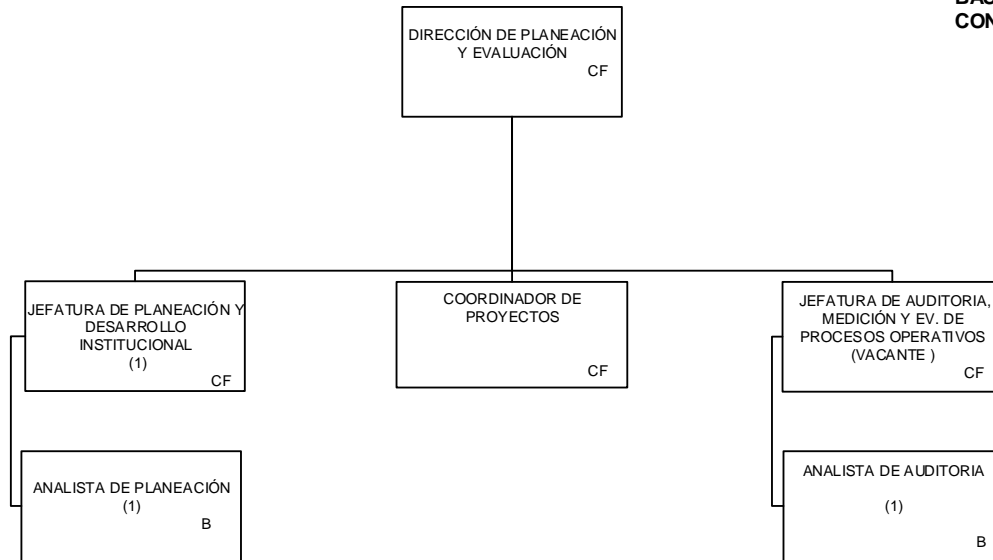 CON
DIRECCIÓN DE PLANEACIÓN
Y EVALUACIÓN
CF
JEFATURA DE PLANEACIÓN Y
DESARROLLO
INSTITUCIONAL
(1)
CF
COORDINADOR DE
PROYECTOS
CF
JEFATURA DE AUDITORIA,
MEDICIÓN Y EV. DE
PROCESOS OPERATIVOS
(VACANTE )
CF
ANALISTA DE PLANEACIÓN
(1)
B
ANALISTA DE AUDITORIA
(1)
B